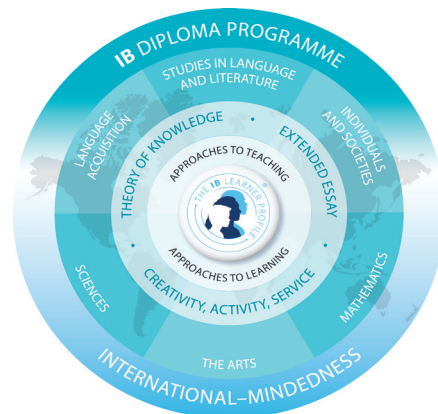 IB DIPLOMA PROGRAMME
STUDIES IN LANGUAGE
AND LITERATURE
LANGUAGE
ACQUISITION
INDIVIDUALS
AND SOCIETIES
THEORY OF KNOWLEDGE
EXTENDED ESSAY
APPROACHES TO TEACHING
THE IB LEARNER PROFILE
APPROACHES TO LEARNING
CREATIVITY, ACTIVITY, SERVICE
SCIENCES
MATHEMATICS
THE ARTS
INTERNATIONAL–MINDEDNESS